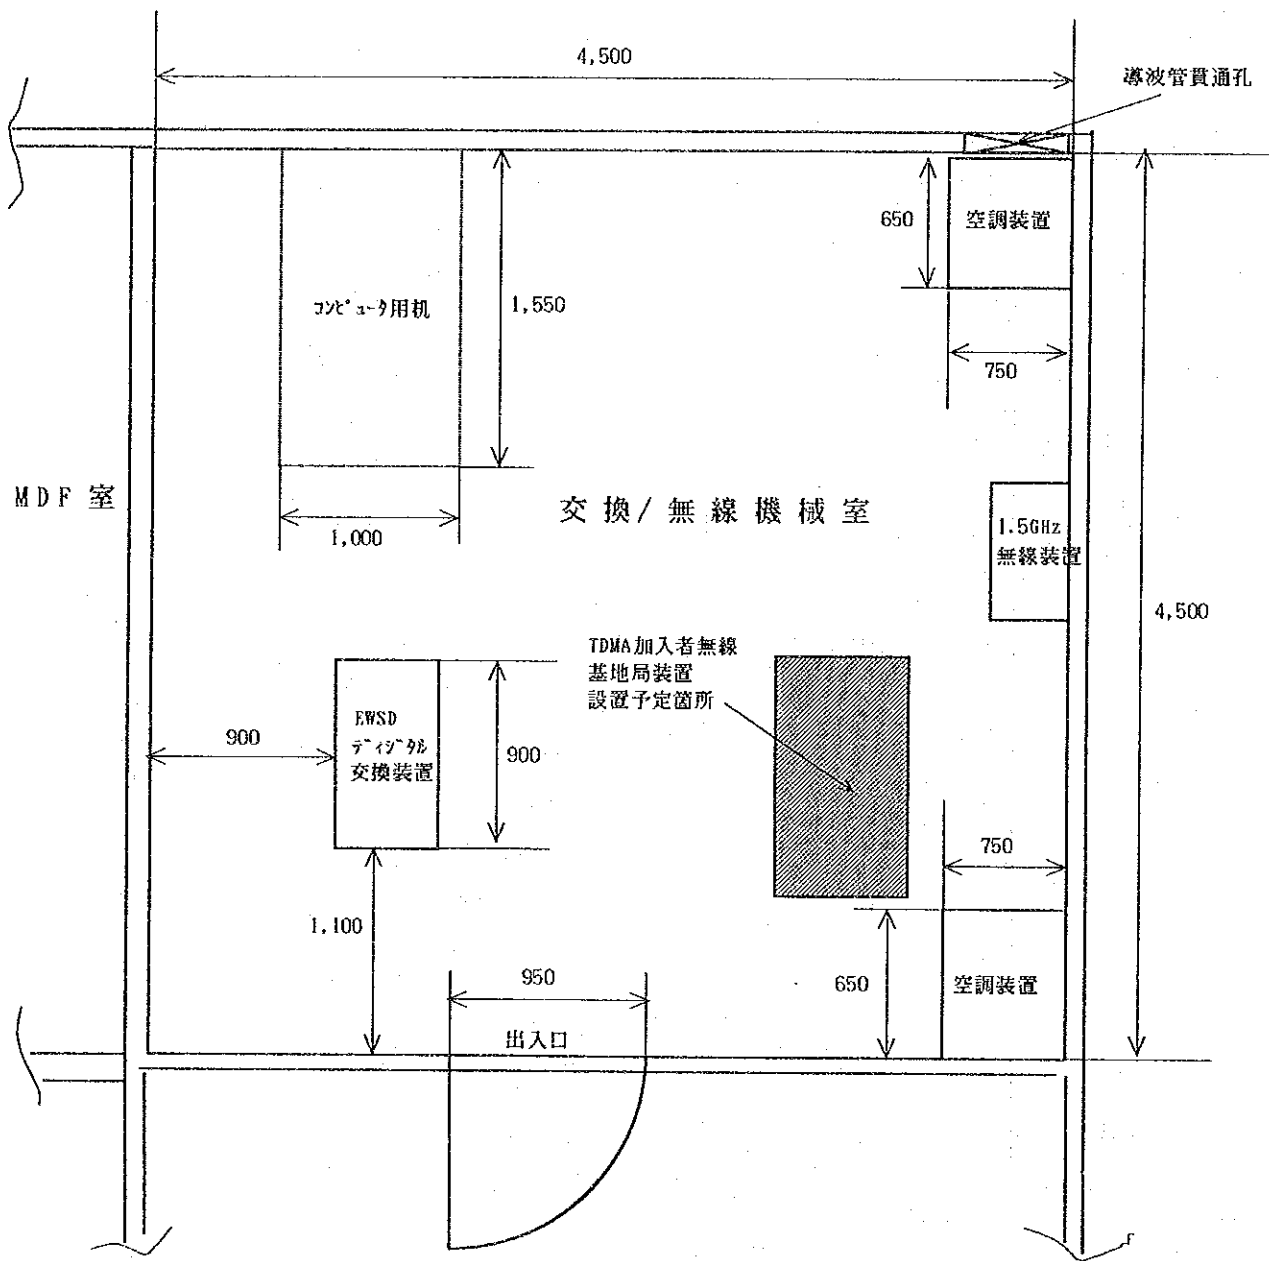 4,500
導波管貫通孔
650
空調装置
コンピュータ用机
1,550
750
MDF 室
交換/無線機械室
1,000
1.5GHz
無線装置
4,500
TDMA加入者無線
基地局装置
設置予定箇所
EWSD
ディジタル
交換装置
900
900
750
1,100
950
650
空調装置
出入口